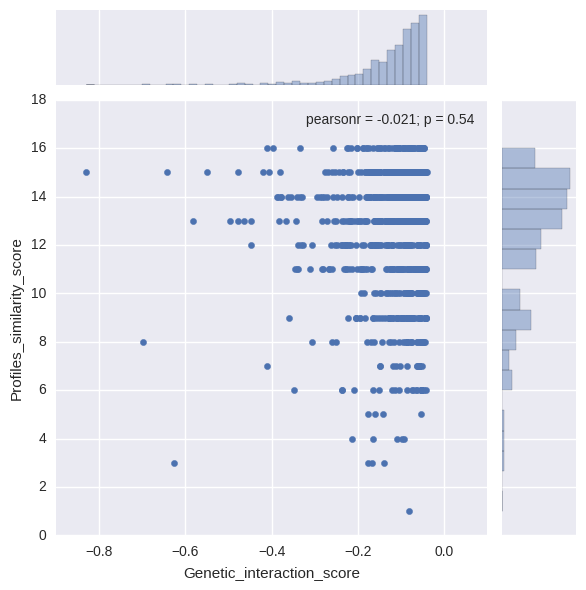 pearsonr = -0.021; p = 0.54
18
16
14
12
10
8
6
4
2
0
Profiles_similarity_score
−0.8 −0.6 −0.4 −0.2 0.0
Genetic_interaction_score